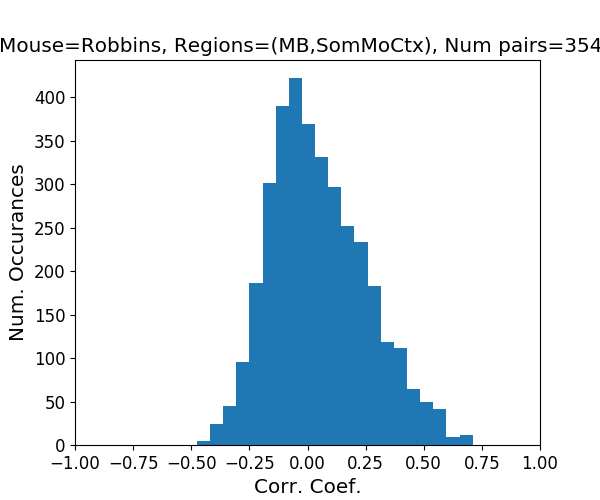 Mouse=Robbins, Regions=(MB,SomMoCtx), Num pairs=354
Num. Occurances
400
350
300
250
200
150
100
50
0
−1.00 −0.75 −0.50 −0.25 0.00 0.25 0.50 0.75 1.00
Corr. Coef.